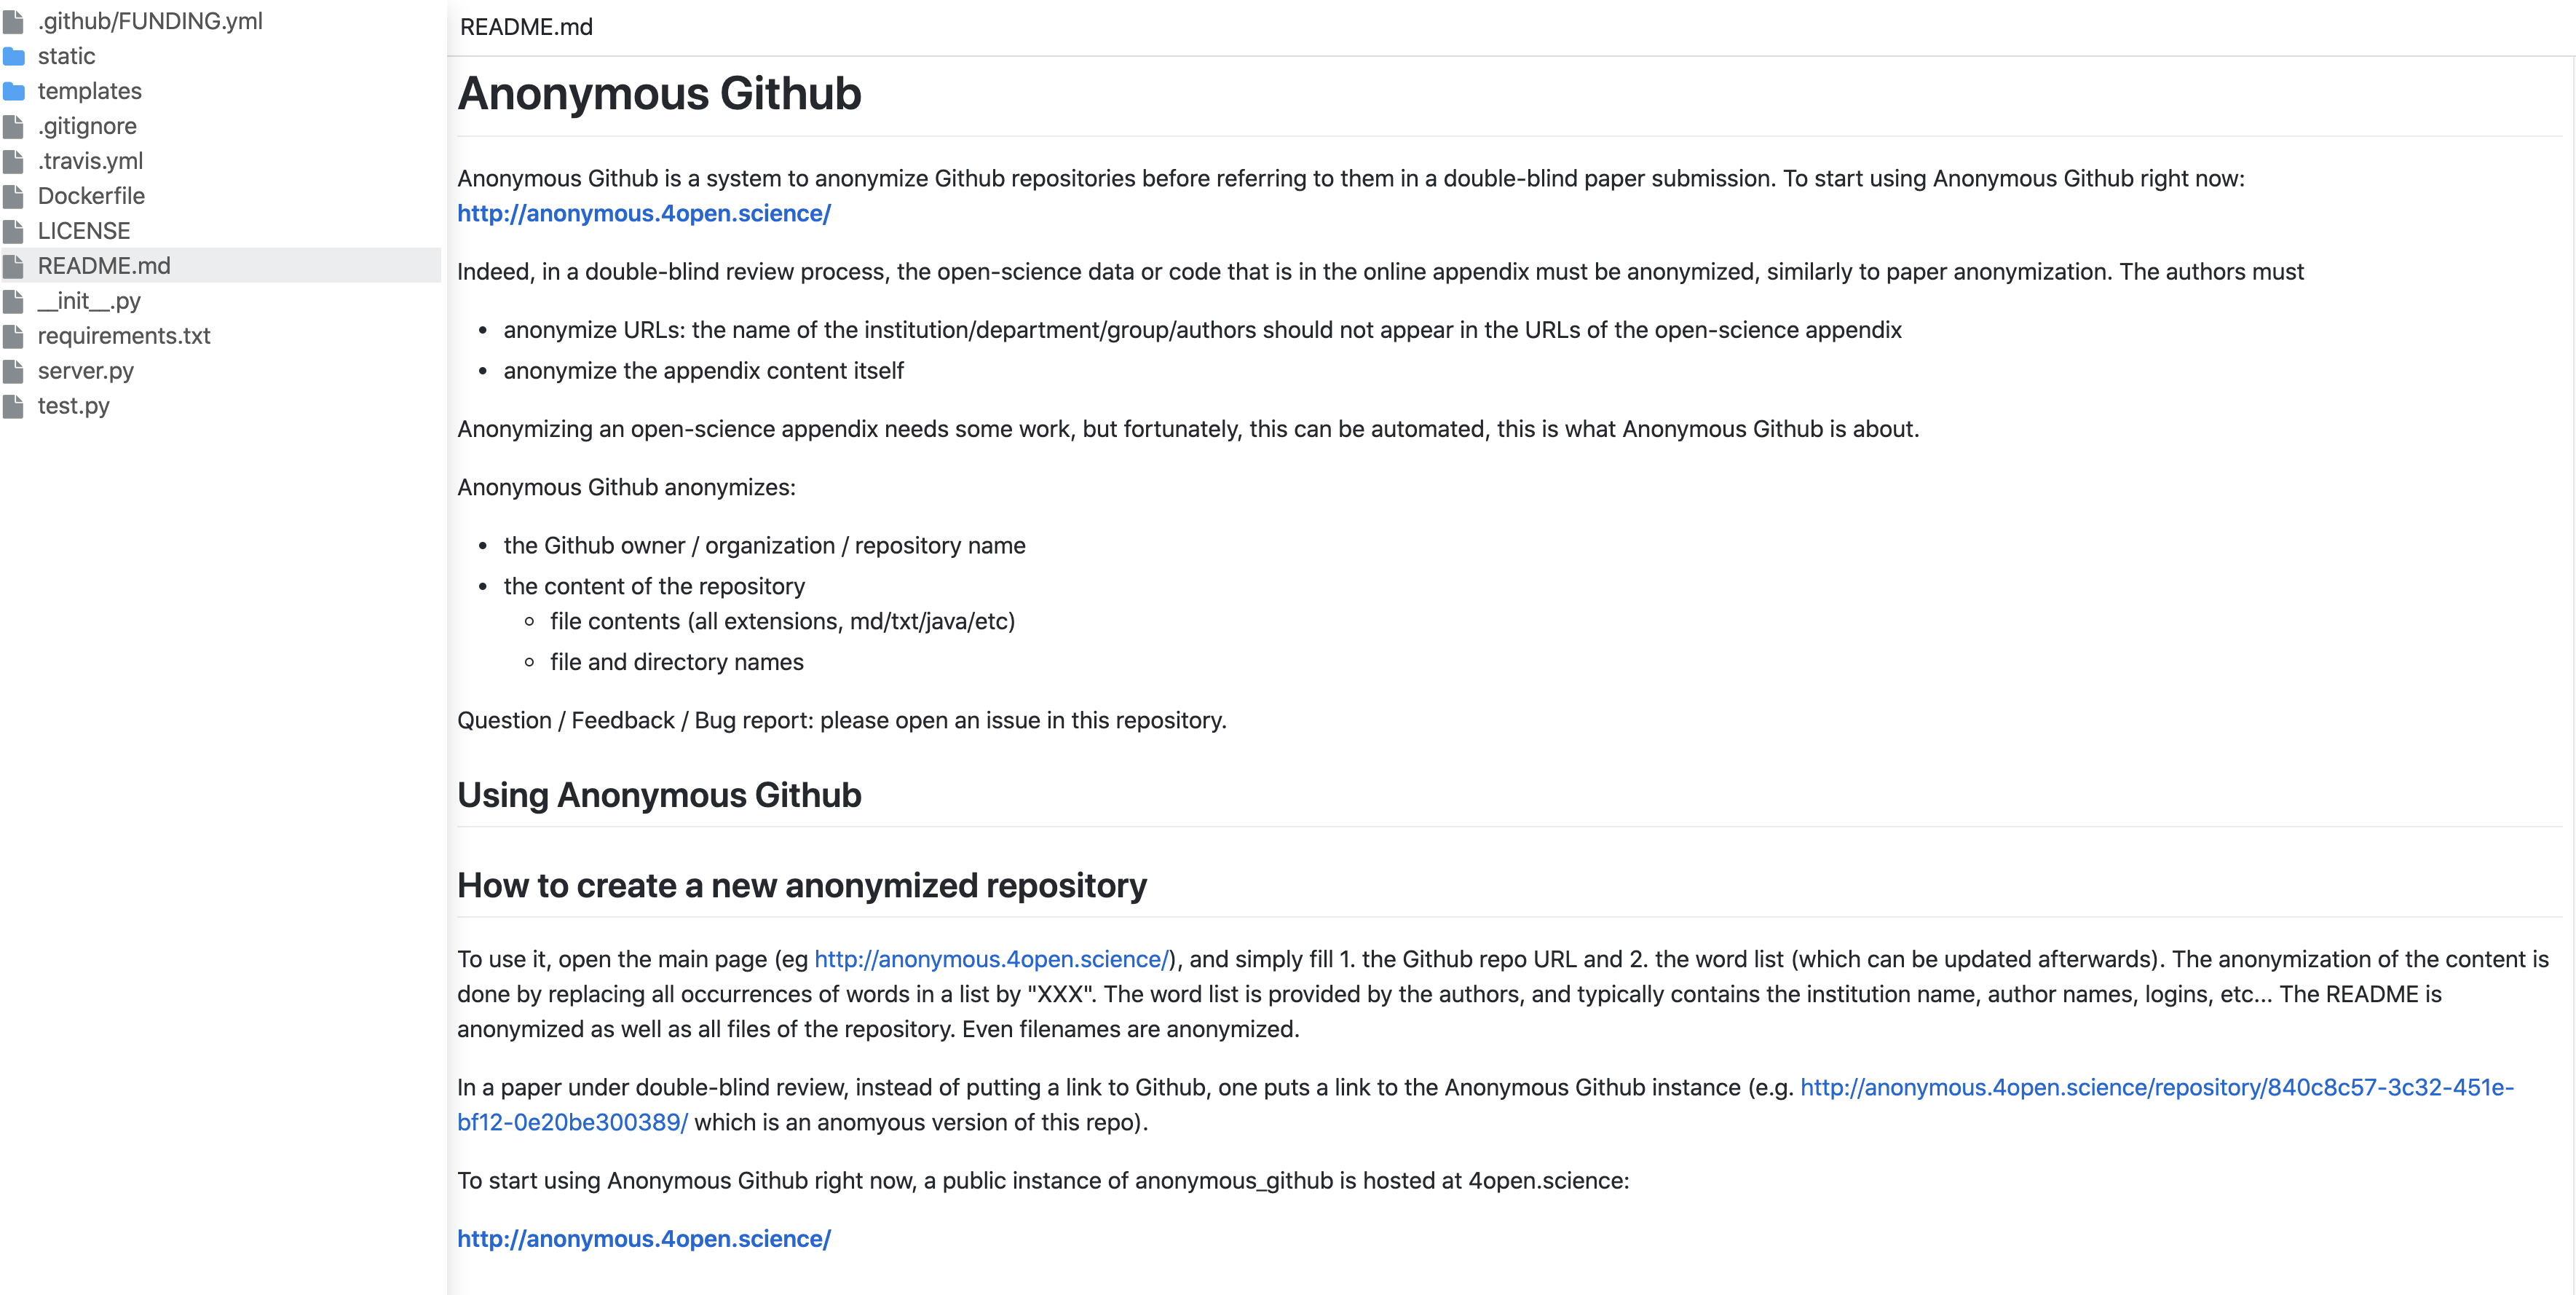 .github/FUNDING.yml
static
templates
.gitignore
.travis.yml
Dockerfile
LICENSE
README.md
__init__.py
requirements.txt
server.py
test.py
README.md
Anonymous Github
Anonymous Github is a system to anonymize Github repositories before referring to them in a double-blind paper submission. To start using Anonymous Github right now:
http://anonymous.4open.science/
Indeed, in a double-blind review process, the open-science data or code that is in the online appendix must be anonymized, similarly to paper anonymization. The authors must
• anonymize URLs: the name of the institution/department/group/authors should not appear in the URLs of the open-science appendix
• anonymize the appendix content itself
Anonymizing an open-science appendix needs some work, but fortunately, this can be automated, this is what Anonymous Github is about.
Anonymous Github anonymizes:
• the Github owner / organization / repository name
• the content of the repository
◦ file contents (all extensions, md/txt/java/etc)
◦ file and directory names
Question / Feedback / Bug report: please open an issue in this repository.
Using Anonymous Github
How to create a new anonymized repository
To use it, open the main page (eg http://anonymous.4open.science/), and simply fill 1. the Github repo URL and 2. the word list (which can be updated afterwards). The anonymization of the content is
done by replacing all occurrences of words in a list by "XXX". The word list is provided by the authors, and typically contains the institution name, author names, logins, etc... The README is
anonymized as well as all files of the repository. Even filenames are anonymized.
In a paper under double-blind review, instead of putting a link to Github, one puts a link to the Anonymous Github instance (e.g. http://anonymous.4open.science/repository/840c8c57-3c32-451e-
bf12-0e20be300389/ which is an anomyous version of this repo).
To start using Anonymous Github right now, a public instance of anonymous_github is hosted at 4open.science:
http://anonymous.4open.science/